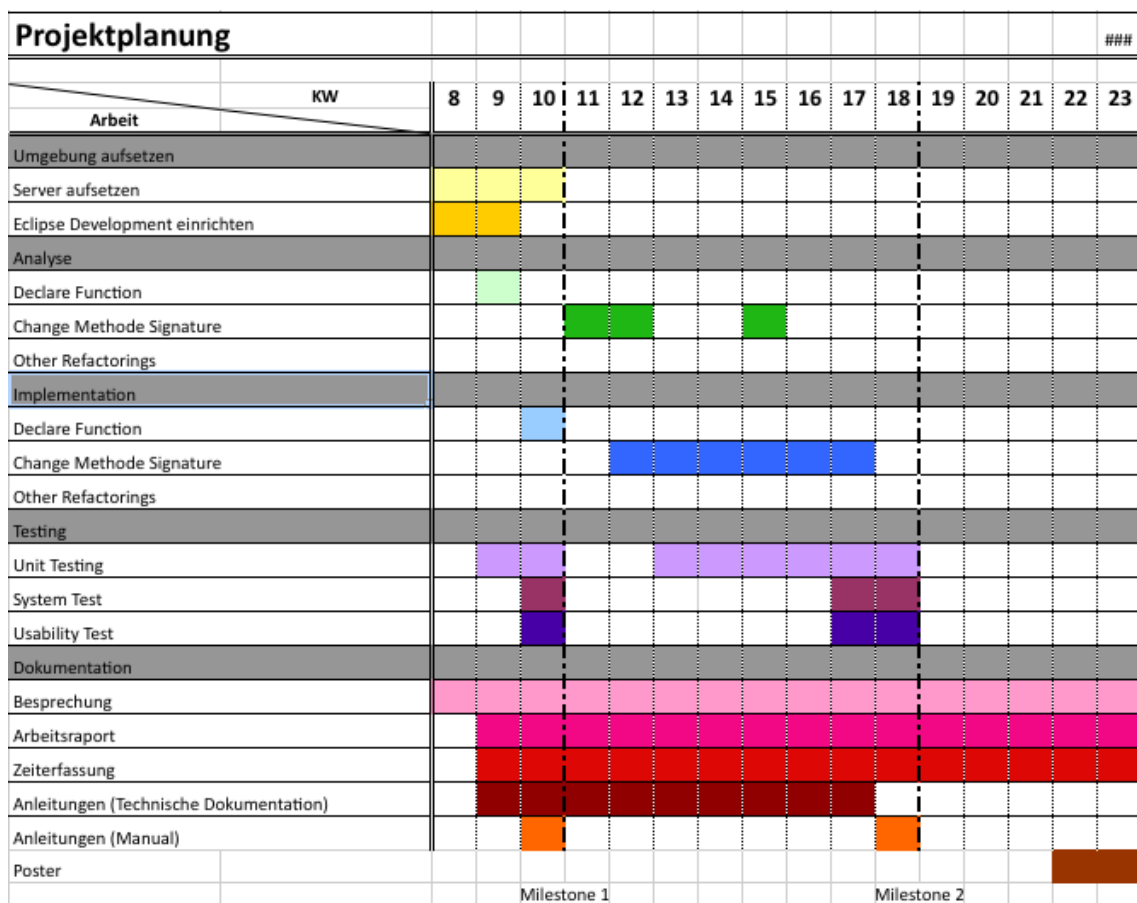 Projektplanung ###
KW 8 9 10 11 12 13 14 15 16 17 18 19 20 21 22 23
Arbeit
Umgebung aufsetzen
Server aufsetzen
Eclipse Development einrichten
Analyse
Declare Function
Change Methode Signature
Other Refactorings
Implementation
Declare Function
Change Methode Signature
Other Refactorings
Testing
Unit Testing
System Test
Usability Test
Dokumentation
Besprechung
Arbeitsraport
Zeiterfassung
Anleitungen (Technische Dokumentation)
Anleitungen (Manual)
Poster
Milestone 1 Milestone 2